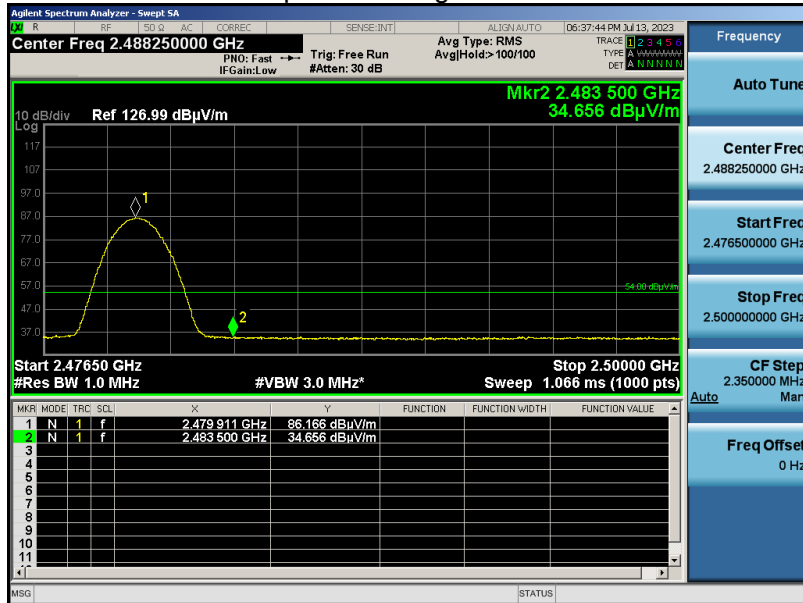 Agilent Spectrum Analyzer - Swept SA
LXI R RF 50 Ω AC CORREC SENSE:INT ALIGN AUTO 06:37:44 PM Jul 13, 2023
Center Freq 2.488250000 GHz
PNO: Fast
IFGain:Low
Trig: Free Run
#Atten: 30 dB
Avg Type: RMS
Avg|Hold:>100/100
TRACE 1 2 3 4 5 6
TYPE A WWWWW
DET A N N N N N
Mkr2 2.483 500 GHz
34.656 dBµV/m
10 dB/div Ref 126.99 dBµV/m
Log
117
107
97.0
87.0
77.0
67.0
57.0
47.0
37.0
1
2
54.00 dBµV/m
Start 2.47650 GHz Stop 2.50000 GHz
#Res BW 1.0 MHz #VBW 3.0 MHz* Sweep 1.066 ms (1000 pts)
MKR MODE TRC SCL X Y FUNCTION FUNCTION WIDTH FUNCTION VALUE
1 N 1 f 2.479 911 GHz 86.166 dBµV/m
2 N 1 f 2.483 500 GHz 34.656 dBµV/m
3
4
5
6
7
8
9
10
11
MSG STATUS
Frequency
Auto Tune
Center Freq
2.488250000 GHz
Start Freq
2.476500000 GHz
Stop Freq
2.500000000 GHz
CF Step
2.350000 MHz
Auto Man
Freq Offset
0 Hz